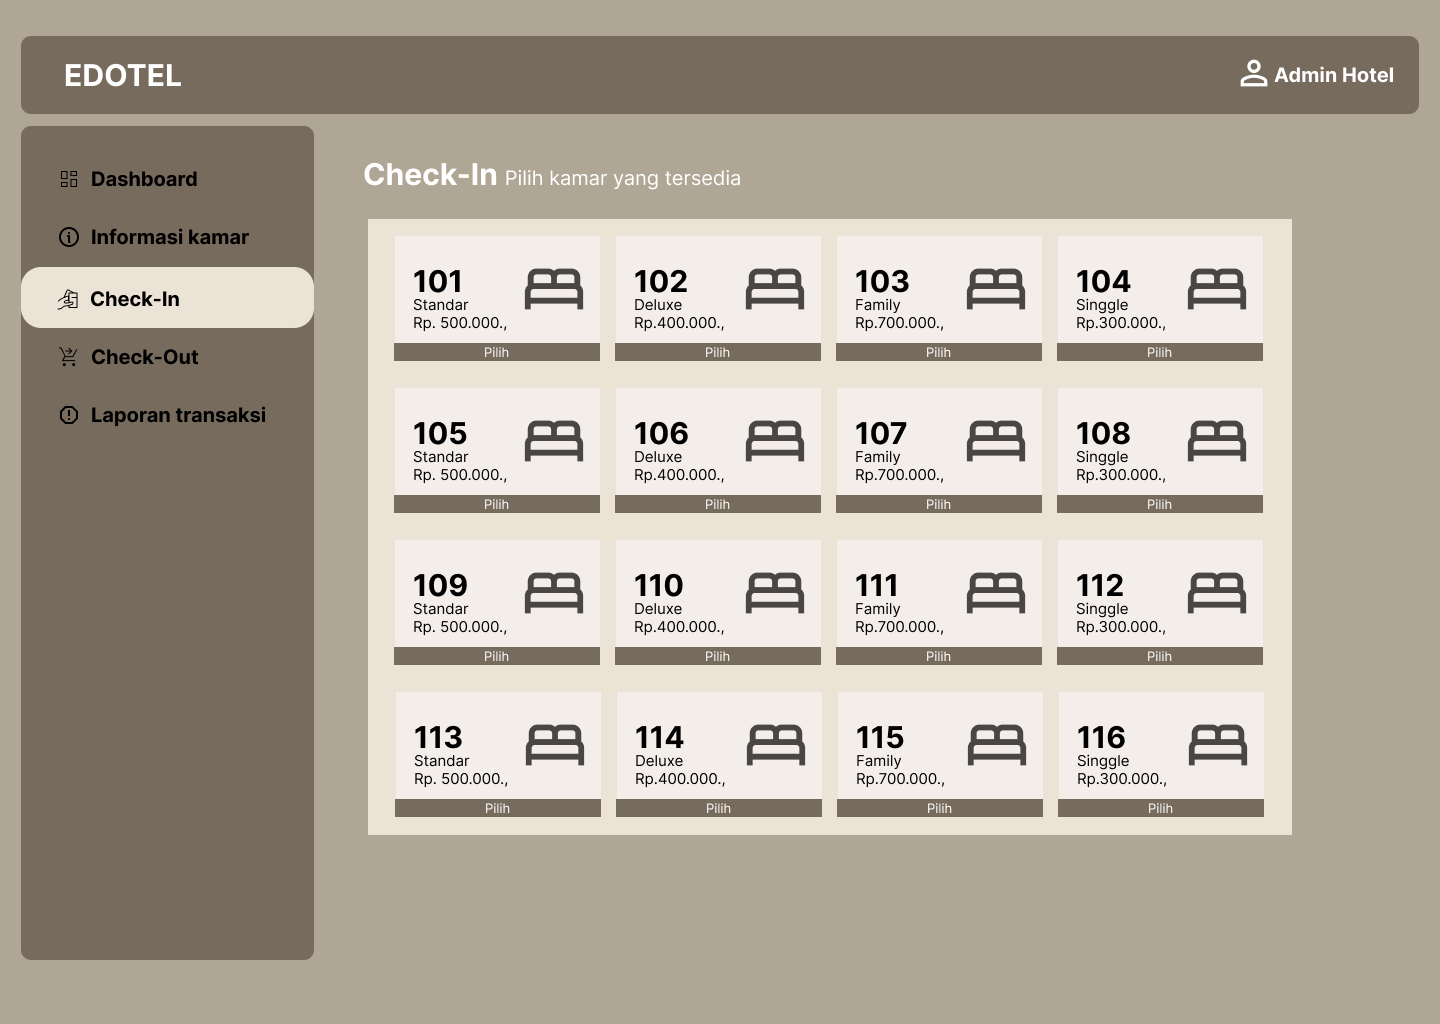 EDOTEL
Admin Hotel
Dashboard
Informasi kamar
Check-In
Check-Out
Laporan transaksi
Check-In Pilih kamar yang tersedia
101
Standar
Rp. 500.000.,
Pilih
102
Deluxe
Rp.400.000.,
Pilih
103
Family
Rp.700.000.,
Pilih
104
Singgle
Rp.300.000.,
Pilih
105
Standar
Rp. 500.000.,
Pilih
106
Deluxe
Rp.400.000.,
Pilih
107
Family
Rp.700.000.,
Pilih
108
Singgle
Rp.300.000.,
Pilih
109
Standar
Rp. 500.000.,
Pilih
110
Deluxe
Rp.400.000.,
Pilih
111
Family
Rp.700.000.,
Pilih
112
Singgle
Rp.300.000.,
Pilih
113
Standar
Rp. 500.000.,
Pilih
114
Deluxe
Rp.400.000.,
Pilih
115
Family
Rp.700.000.,
Pilih
116
Singgle
Rp.300.000.,
Pilih